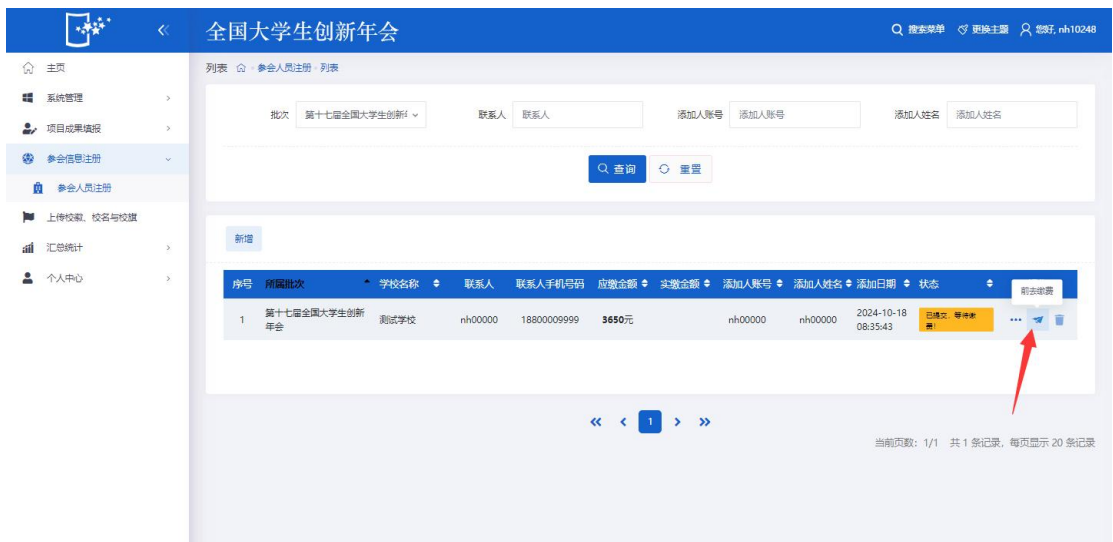 全国大学生创新年会
搜索菜单 更换主题 您好, nh10248
主页
系统管理
项目成果填报
参会信息注册
参会人员注册
上传校徽、校名与校旗
汇总统计
个人中心
列表 参会人员注册 列表
批次 第十七届全国大学生创新年 联系人 联系人 添加人账号 添加人账号 添加人姓名 添加人姓名
查询 重置
新增
前去缴费
序号 所属批次 学校名称 联系人 联系人手机号码 应缴金额 实缴金额 添加人账号 添加人姓名 添加日期 状态
1 第十七届全国大学生创新年会 测试学校 nh00000 18800009999 3650元 nh00000 nh00000 2024-10-18 08:35:43 已提交、等待缴费!
1
当前页数: 1/1 共 1 条记录, 每页显示 20 条记录